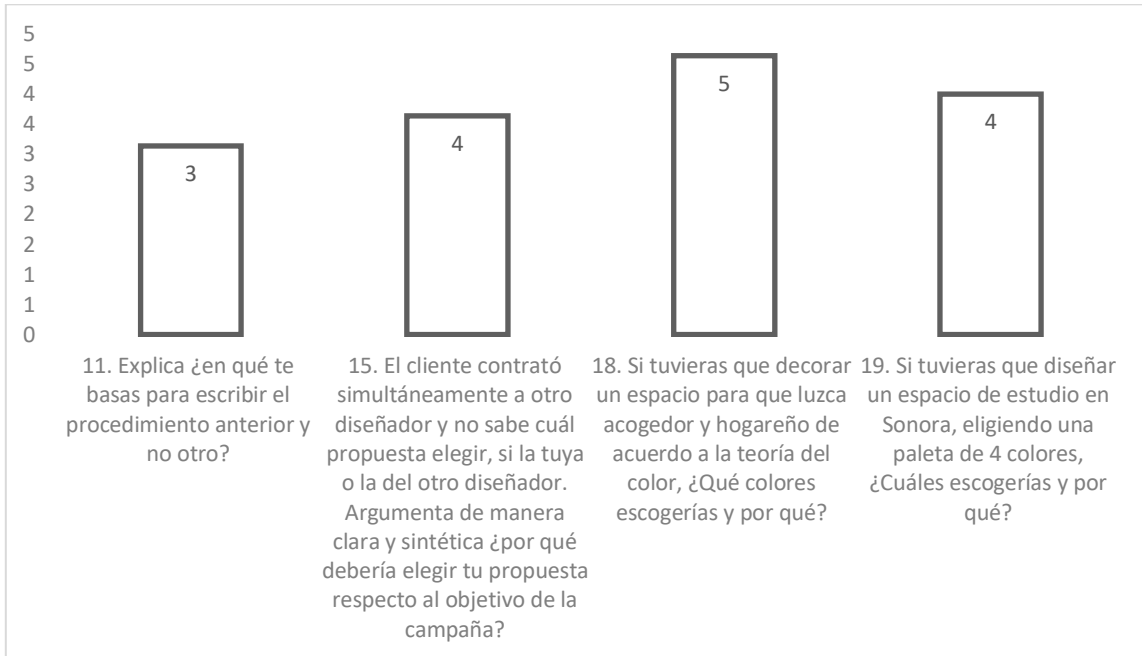 5
5
4
4
3
3
2
2
1
1
0
3
4
5
4
11. Explica ¿en qué te
basas para escribir el
procedimiento anterior y
no otro?
15. El cliente contrató
simultáneamente a otro
diseñador y no sabe cuál
propuesta elegir, si la tuya
o la del otro diseñador.
Argumenta de manera
clara y sintética ¿por qué
debería elegir tu propuesta
respecto al objetivo de la
campaña?
18. Si tuvieras que decorar
un espacio para que luzca
acogedor y hogareño de
acuerdo a la teoría del
color, ¿Qué colores
escogerías y por qué?
19. Si tuvieras que diseñar
un espacio de estudio en
Sonora, eligiendo una
paleta de 4 colores,
¿Cuáles escogerías y por
qué?